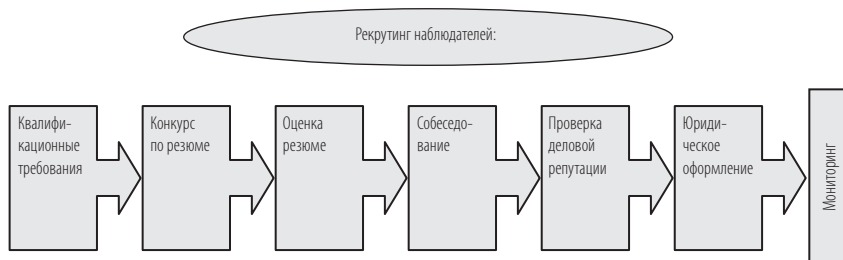 Рекрутинг наблюдателей:
Квалифи-
кационные
требования
Конкурс
по резюме
Оценка
резюме
Собеседо-
вание
Проверка
деловой
репутации
Юриди-
ческое
оформление
Мониторинг